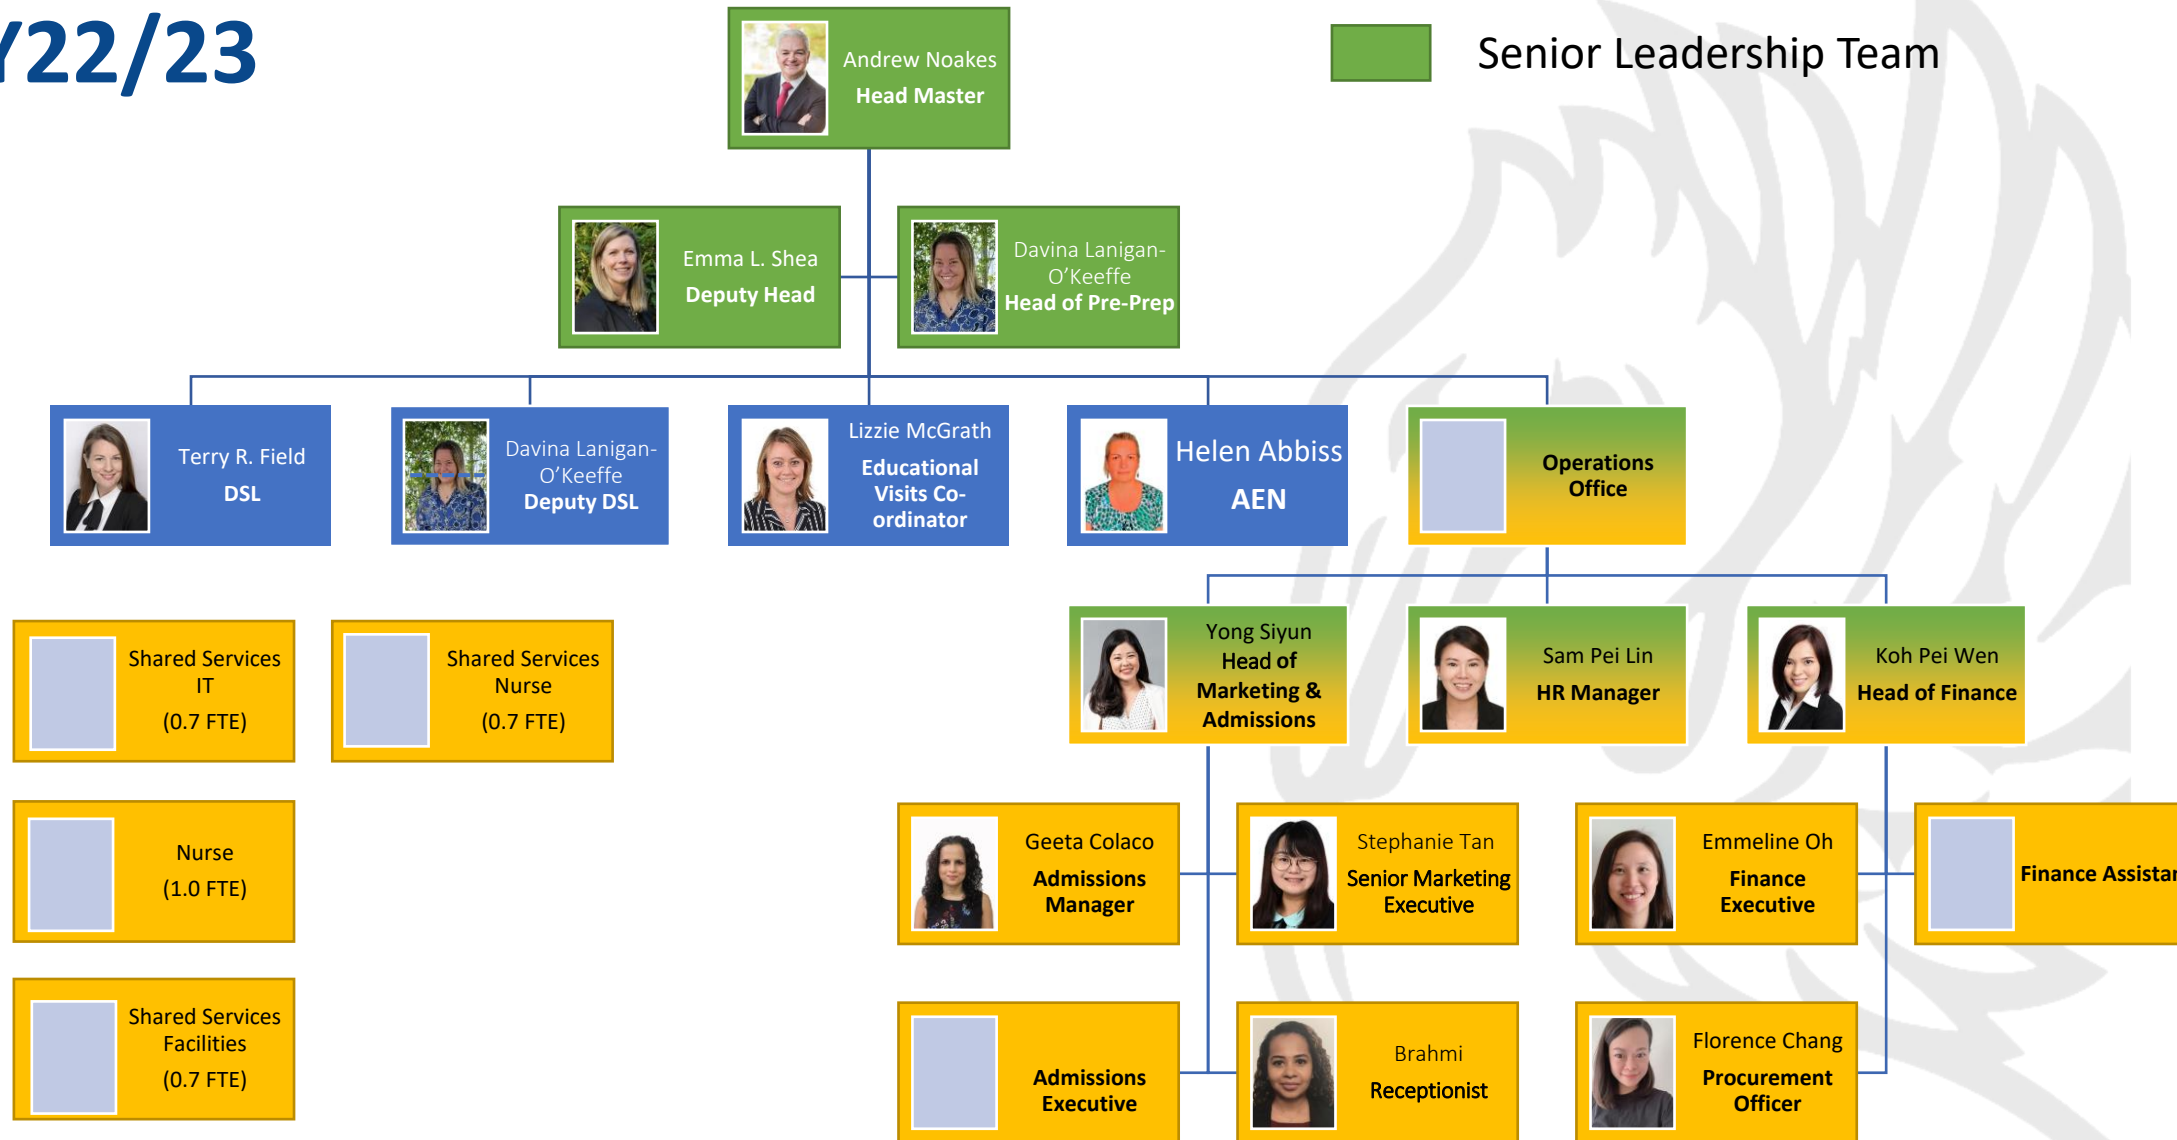 Y22/23
Senior Leadership Team
Andrew Noakes
Head Master
Emma L. Shea
Deputy Head
Davina Lanigan-
O'Keeffe
Head of Pre-Prep
Terry R. Field
DSL
Davina Lanigan-
O'Keeffe
Deputy DSL
Lizzie McGrath
Educational
Visits Co-
ordinator
Helen Abbiss
AEN
Operations
Office
Shared Services
IT
(0.7 FTE)
Shared Services
Nurse
(0.7 FTE)
Yong Siyun
Head of
Marketing &
Admissions
Sam Pei Lin
HR Manager
Koh Pei Wen
Head of Finance
Nurse
(1.0 FTE)
Geeta Colaco
Admissions
Manager
Stephanie Tan
Senior Marketing
Executive
Emmeline Oh
Finance
Executive
Finance Assistan
Shared Services
Facilities
(0.7 FTE)
Admissions
Executive
Brahmi
Receptionist
Florence Chang
Procurement
Officer